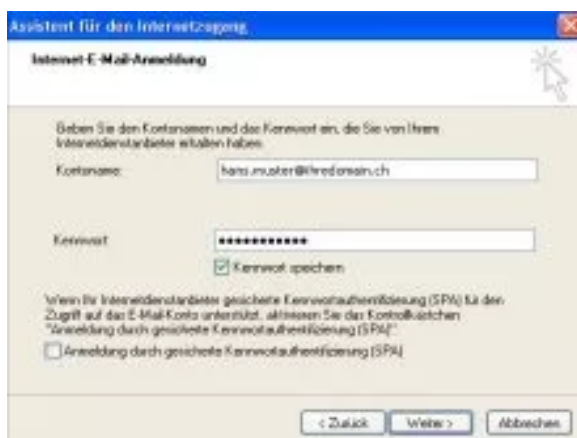 Assistent für den Internetzugang
Internet-E-Mail-Anmeldung
Geben Sie den Kontonamen und das Kennwort ein, die Sie von Ihrem
Internetdienstanbieter erhalten haben.
Kontoname: hans.muster@ihredomain.ch
Kennwort: •••••••••••
Kennwort speichern
Wenn Ihr Internetdienstanbieter gesicherte Kennwortauthentifizierung (SPA) für den
Zugriff auf das E-Mail-Konto unterstützt, aktivieren Sie das Kontrollkästchen
"Anmeldung durch gesicherte Kennwortauthentifizierung (SPA)".
Anmeldung durch gesicherte Kennwortauthentifizierung (SPA)
< Zurück Weiter > Abbrechen